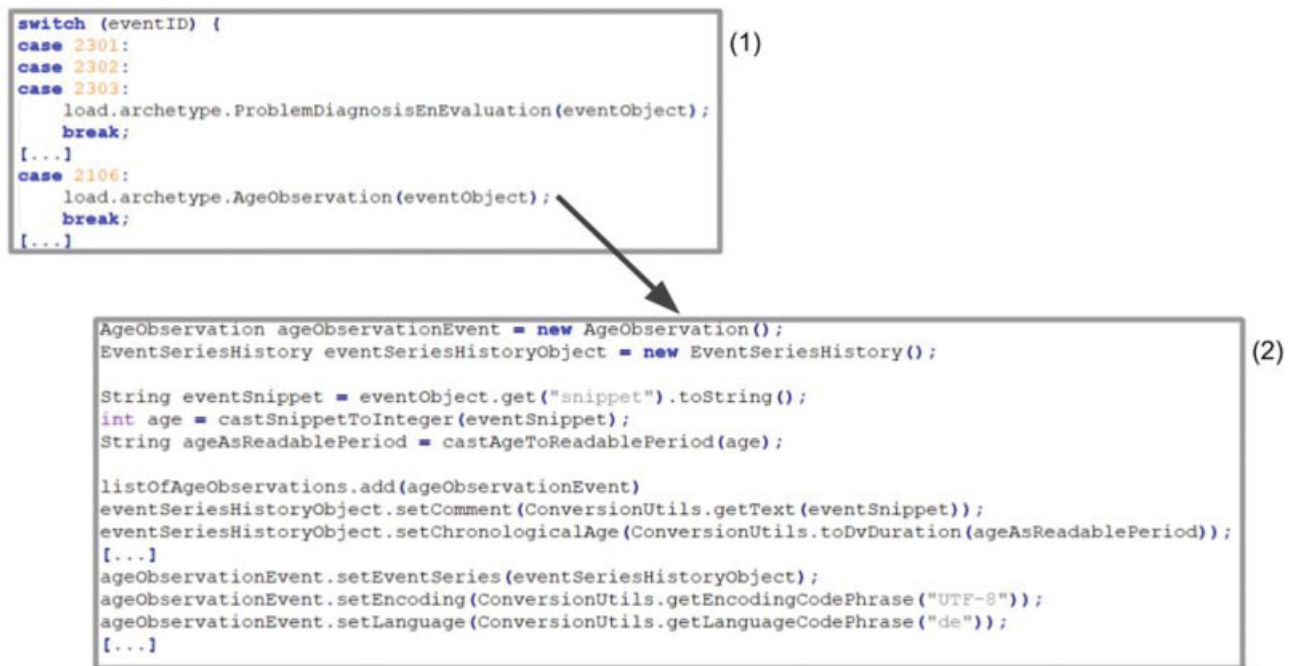 switch (eventID) {
case 2301:
case 2302:
case 2303:
    load.archetype.ProblemDiagnosisEnEvaluation(eventObject);
    break;
[...]
case 2106:
    load.archetype.AgeObservation(eventObject);
    break;
[...]
(1)
AgeObservation ageObservationEvent = new AgeObservation();
EventSeriesHistory eventSeriesHistoryObject = new EventSeriesHistory();
String eventSnippet = eventObject.get("snippet").toString();
int age = castSnippetToInteger(eventSnippet);
String ageAsReadablePeriod = castAgeToReadablePeriod(age);
listOfAgeObservations.add(ageObservationEvent)
eventSeriesHistoryObject.setComment(ConversionUtils.getText(eventSnippet));
eventSeriesHistoryObject.setChronologicalAge(ConversionUtils.toDvDuration(ageAsReadablePeriod));
[...]
ageObservationEvent.setEventSeries(eventSeriesHistoryObject);
ageObservationEvent.setEncoding(ConversionUtils.getEncodingCodePhrase("UTF-8"));
ageObservationEvent.setLanguage(ConversionUtils.getLanguageCodePhrase("de"));
[...]
(2)